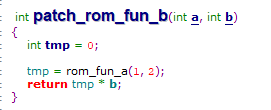 int patch_rom_fun_b(int a, int b)
{
int tmp = 0;
tmp = rom_fun_a(1, 2);
return tmp * b;
}